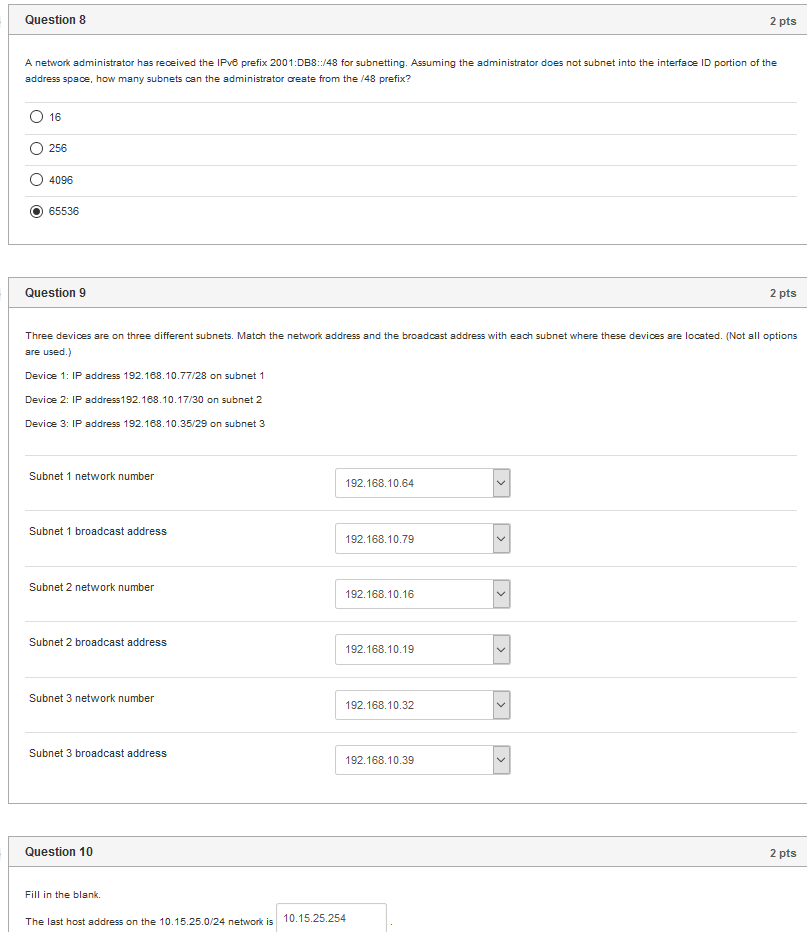 Question 8
2 pts
A network administrator has received the IPv6 prefix 2001:DB8::/48 for subnetting. Assuming the administrator does not subnet into the interface ID portion of the
address space, how many subnets can the administrator create from the /48 prefix?
16
256
4096
65536
Question 9
2 pts
Three devices are on three different subnets. Match the network address and the broadcast address with each subnet where these devices are located. (Not all options
are used.)
Device 1: IP address 192.168.10.77/28 on subnet 1
Device 2: IP address192.168.10.17/30 on subnet 2
Device 3: IP address 192.168.10.35/29 on subnet 3
Subnet 1 network number
192.168.10.64
Subnet 1 broadcast address
192.168.10.79
Subnet 2 network number
192.168.10.16
Subnet 2 broadcast address
192.168.10.19
Subnet 3 network number
192.168.10.32
Subnet 3 broadcast address
192.168.10.39
Question 10
2 pts
Fill in the blank.
The last host address on the 10.15.25.0/24 network is 10.15.25.254 .